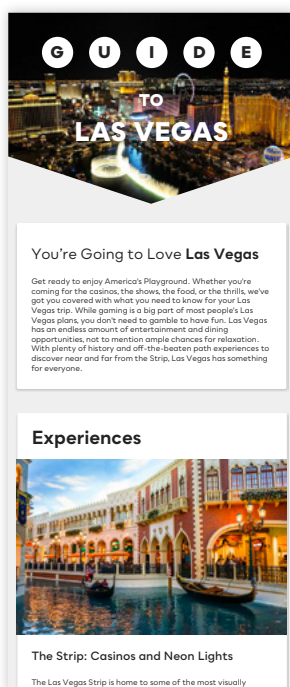 GUIDE
TO
LAS VEGAS
You're Going to Love Las Vegas
Get ready to enjoy America's Playground. Whether you're
coming for the casinos, the shows, the food, or the thrills, we've
got you covered with what you need to know for your Las
Vegas trip. While gaming is a big part of most people's Las
Vegas plans, you don't need to gamble to have fun. Las Vegas
has an endless amount of entertainment and dining
opportunities, not to mention ample chances for relaxation.
With plenty of history and off-the-beaten path experiences to
discover near and far from the Strip, Las Vegas has something
for everyone.
Experiences
The Strip: Casinos and Neon Lights
The Las Vegas Strip is home to some of the most visually